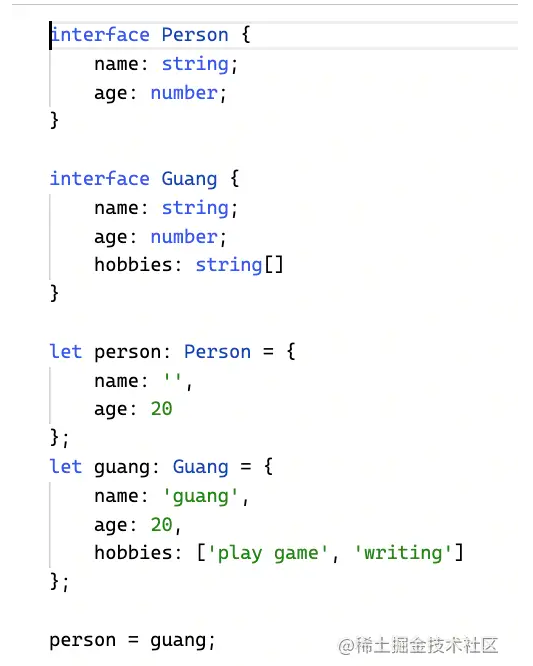 interface Person {
    name: string;
    age: number;
}

interface Guang {
    name: string;
    age: number;
    hobbies: string[]
}

let person: Person = {
    name: '',
    age: 20
};
let guang: Guang = {
    name: 'guang',
    age: 20,
    hobbies: ['play game', 'writing']
};

person = guang;
@稀土掘金技术社区